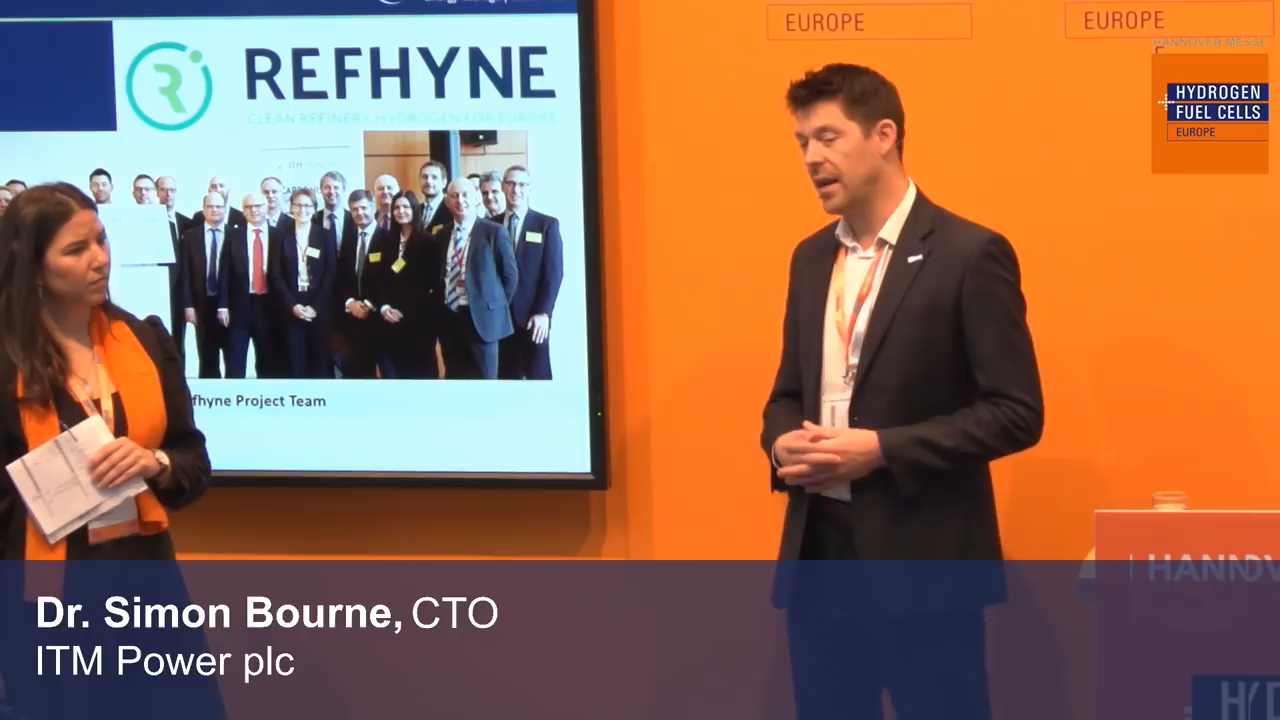 REFHYNE
CLEAN REFINERY HYDROGEN FOR EUROPE
ITM
fhyne Project Team
EUROPE
EUROPE
HANNOVER MESSE
HYDROGEN
FUEL CELLS
EUROPE
HANNOV
Dr. Simon Bourne, CTO
ITM Power plc